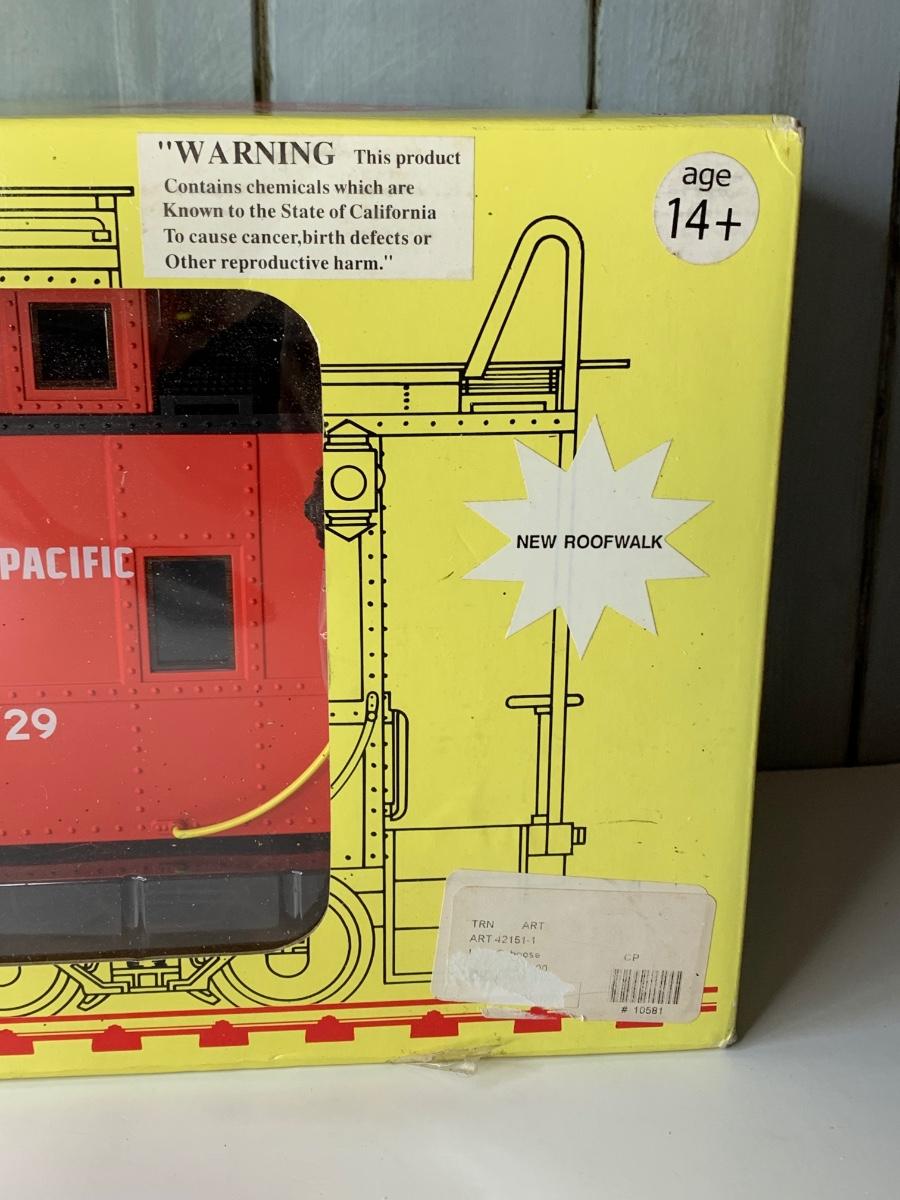 "WARNING This product
Contains chemicals which are
Known to the State of California
To cause cancer,birth defects or
Other reproductive harm."
age
14+
NEW ROOFWALK
PACIFIC
29
TRN ART
ART-42151-1
CP
# 10581